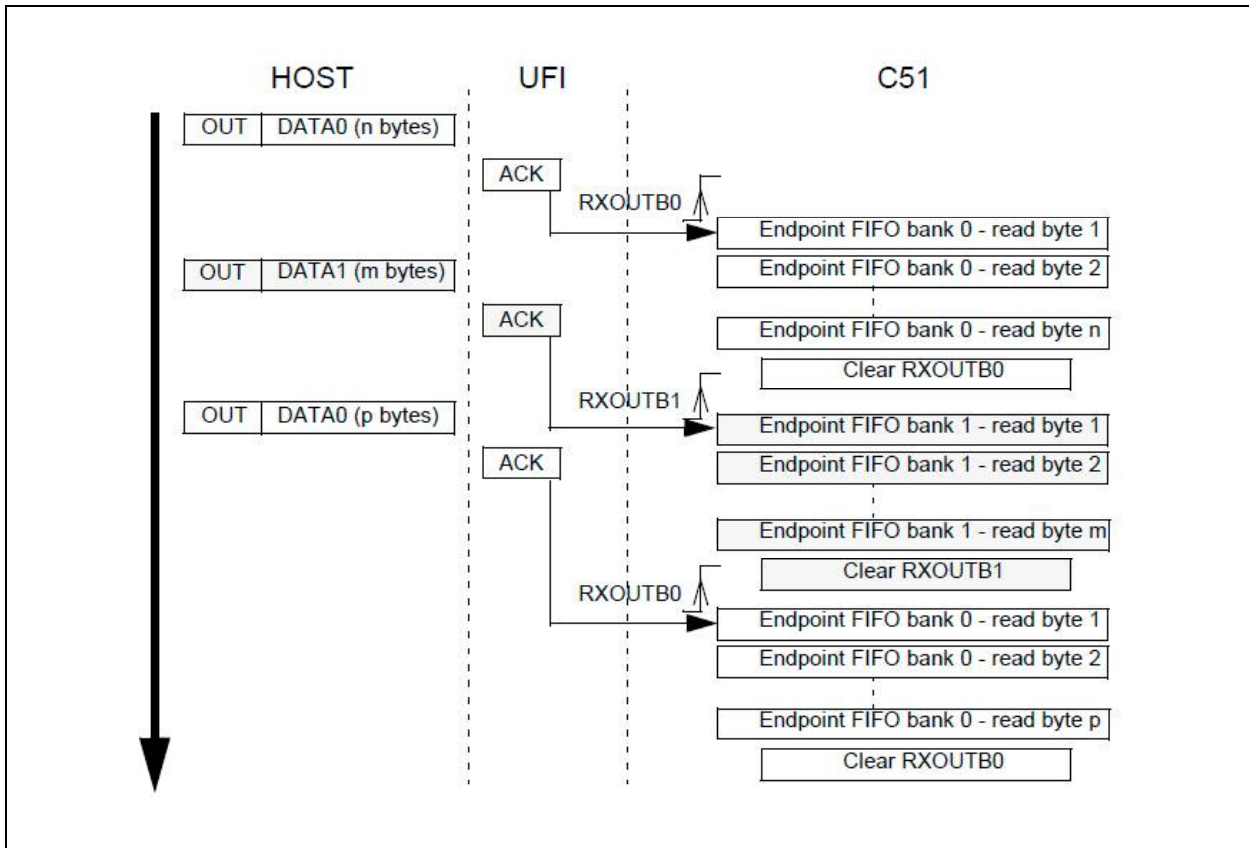 HOST UFI C51
OUT DATA0 (n bytes)
ACK
RXOUTB0
Endpoint FIFO bank 0 - read byte 1
OUT DATA1 (m bytes)
Endpoint FIFO bank 0 - read byte 2
ACK
Endpoint FIFO bank 0 - read byte n
Clear RXOUTB0
RXOUTB1
OUT DATA0 (p bytes)
Endpoint FIFO bank 1 - read byte 1
ACK
Endpoint FIFO bank 1 - read byte 2
Endpoint FIFO bank 1 - read byte m
Clear RXOUTB1
RXOUTB0
Endpoint FIFO bank 0 - read byte 1
Endpoint FIFO bank 0 - read byte 2
Endpoint FIFO bank 0 - read byte p
Clear RXOUTB0